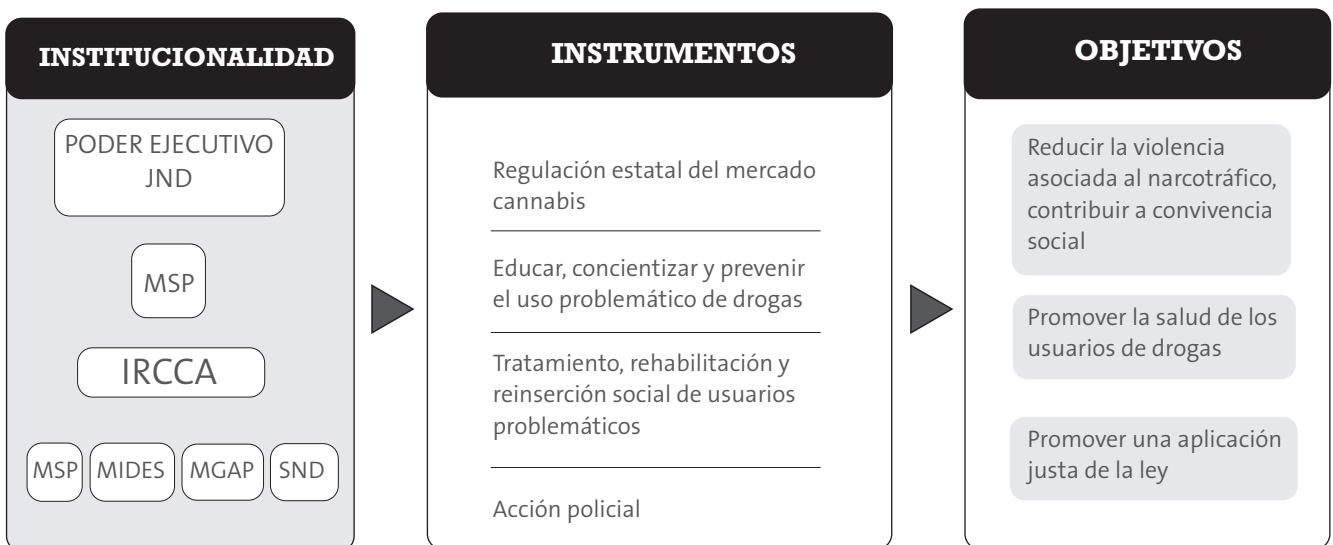 INSTITUCIONALIDAD
PODER EJECUTIVO
JND
MSP
IRCCA
MSP
MIDES
MGAP
SND
INSTRUMENTOS
Regulación estatal del mercado
cannabis
Educar, concientizar y prevenir
el uso problemático de drogas
Tratamiento, rehabilitación y
reinserción social de usuarios
problemáticos
Acción policial
OBJETIVOS
Reducir la violencia
asociada al narcotráfico,
contribuir a convivencia
social
Promover la salud de los
usuarios de drogas
Promover una aplicación
justa de la ley